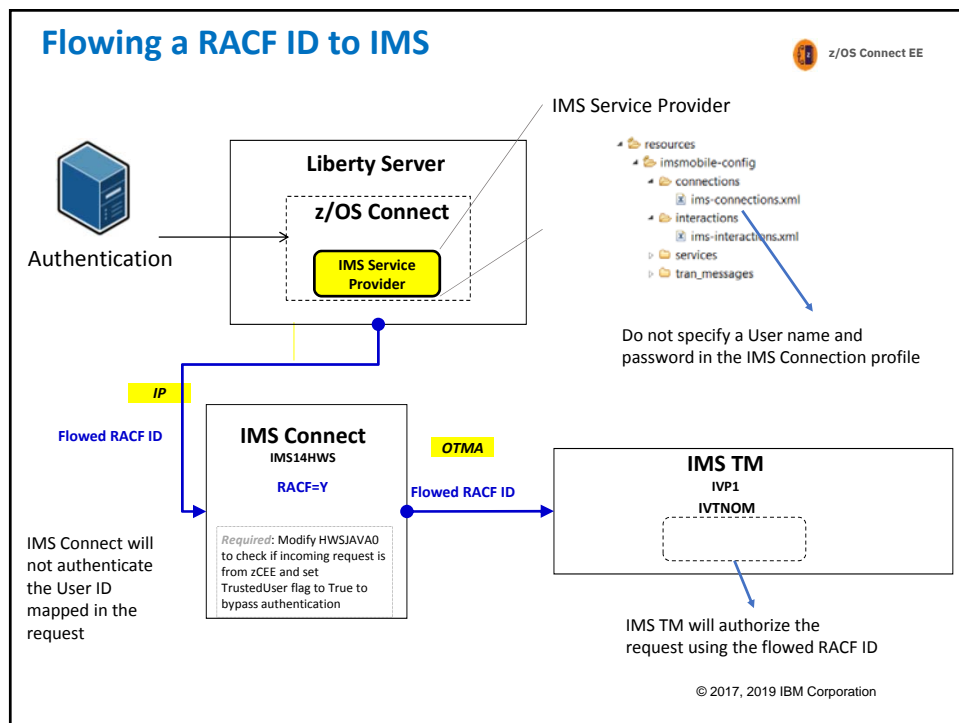 Flowing a RACF ID to IMS
z/OS Connect EE
IMS Service Provider
Liberty Server
z/OS Connect
IMS Service
Provider
Authentication
resources
imsmobile-config
connections
ims-connections.xml
interactions
ims-interactions.xml
services
tran_messages
Do not specify a User name and
password in the IMS Connection profile
IP
Flowed RACF ID
IMS Connect
IMS14HWS
RACF=Y
Required: Modify HWSJAVA0
to check if incoming request is
from zCEE and set
TrustedUser flag to True to
bypass authentication
OTMA
Flowed RACF ID
IMS TM
IVP1
IVTNOM
IMS Connect will
not authenticate
the User ID
mapped in the
request
IMS TM will authorize the
request using the flowed RACF ID
© 2017, 2019 IBM Corporation